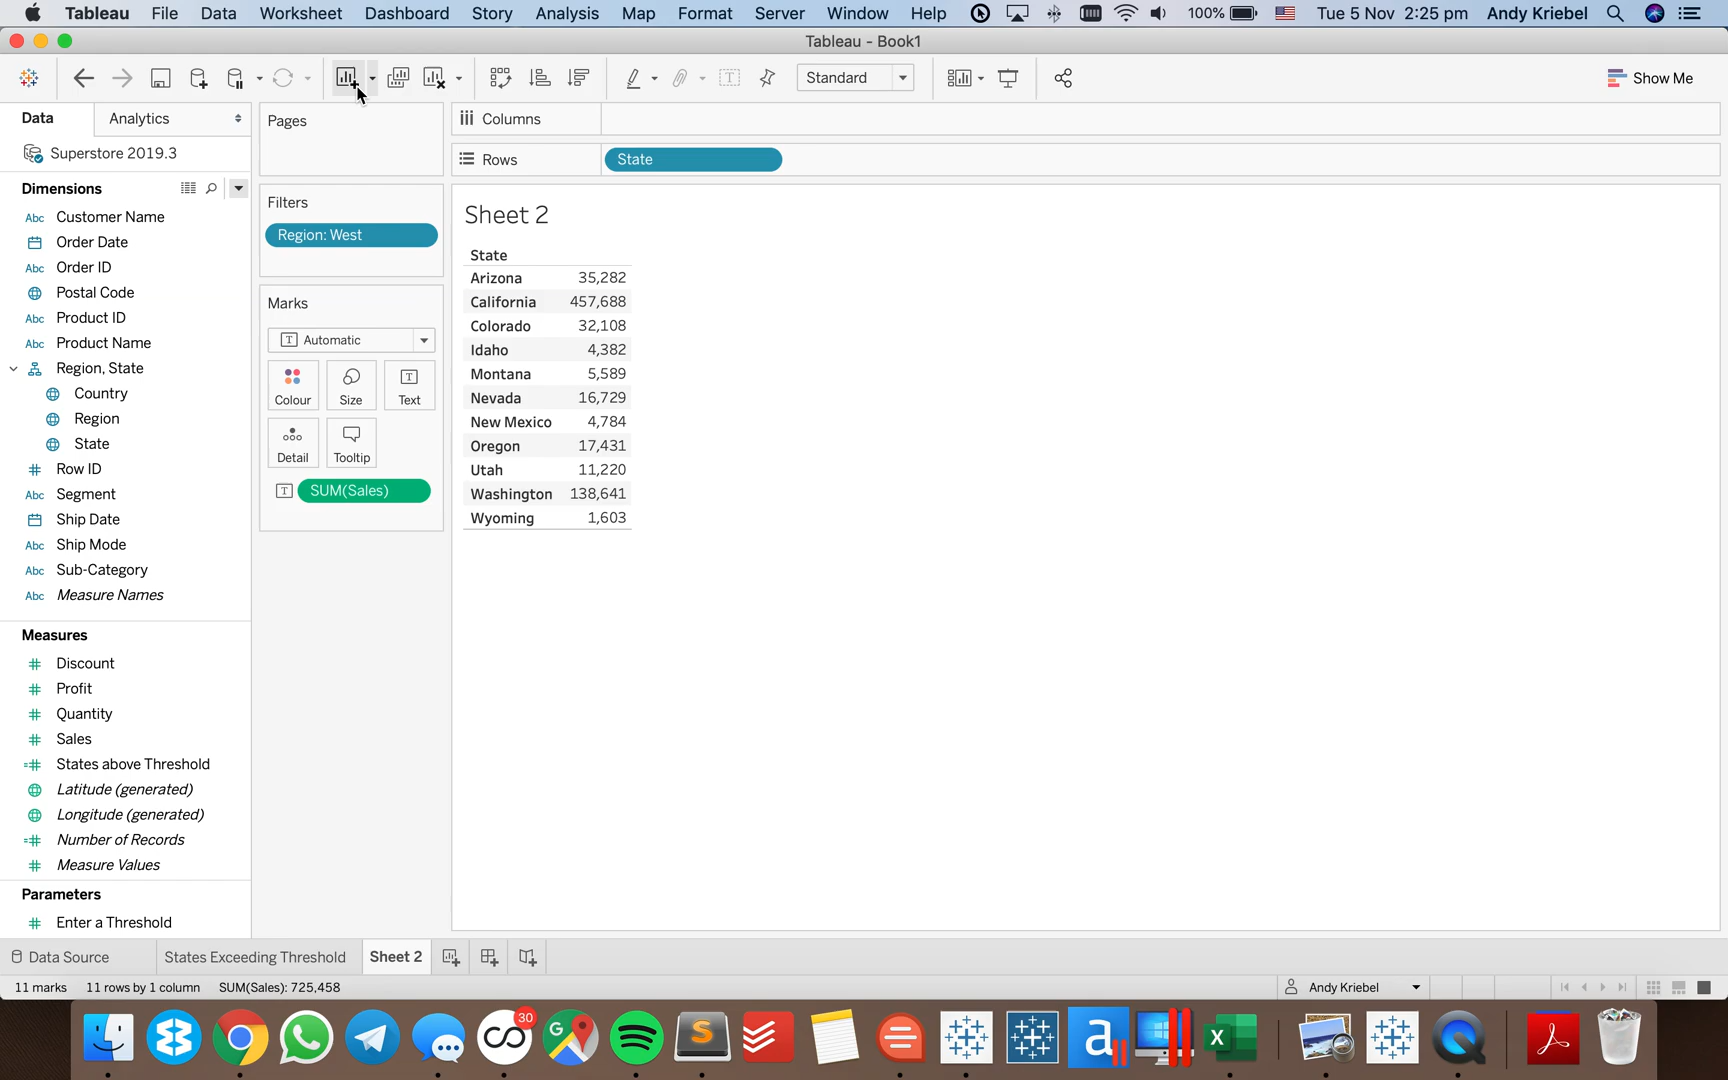 Tableau File Data Worksheet Dashboard Story Analysis Map Format Server Window Help 100% Tue 5 Nov 2:25 pm Andy Kriebel
Tableau - Book1
Standard Show Me
Data Analytics
Superstore 2019.3
Dimensions
Abc Customer Name
Order Date
Abc Order ID
Postal Code
Abc Product ID
Abc Product Name
Region, State
Country
Region
State
Row ID
Abc Segment
Ship Date
Abc Ship Mode
Abc Sub-Category
Abc Measure Names
Measures
Discount
Profit
Quantity
Sales
States above Threshold
Latitude (generated)
Longitude (generated)
Number of Records
Measure Values
Parameters
Enter a Threshold
Pages
Filters
Region: West
Marks
T Automatic
Colour Size Text
Detail Tooltip
T SUM(Sales)
Columns
Rows State
Sheet 2
State
Arizona 35,282
California 457,688
Colorado 32,108
Idaho 4,382
Montana 5,589
Nevada 16,729
New Mexico 4,784
Oregon 17,431
Utah 11,220
Washington 138,641
Wyoming 1,603
Data Source States Exceeding Threshold Sheet 2
11 marks 11 rows by 1 column SUM(Sales): 725,458 Andy Kriebel
30